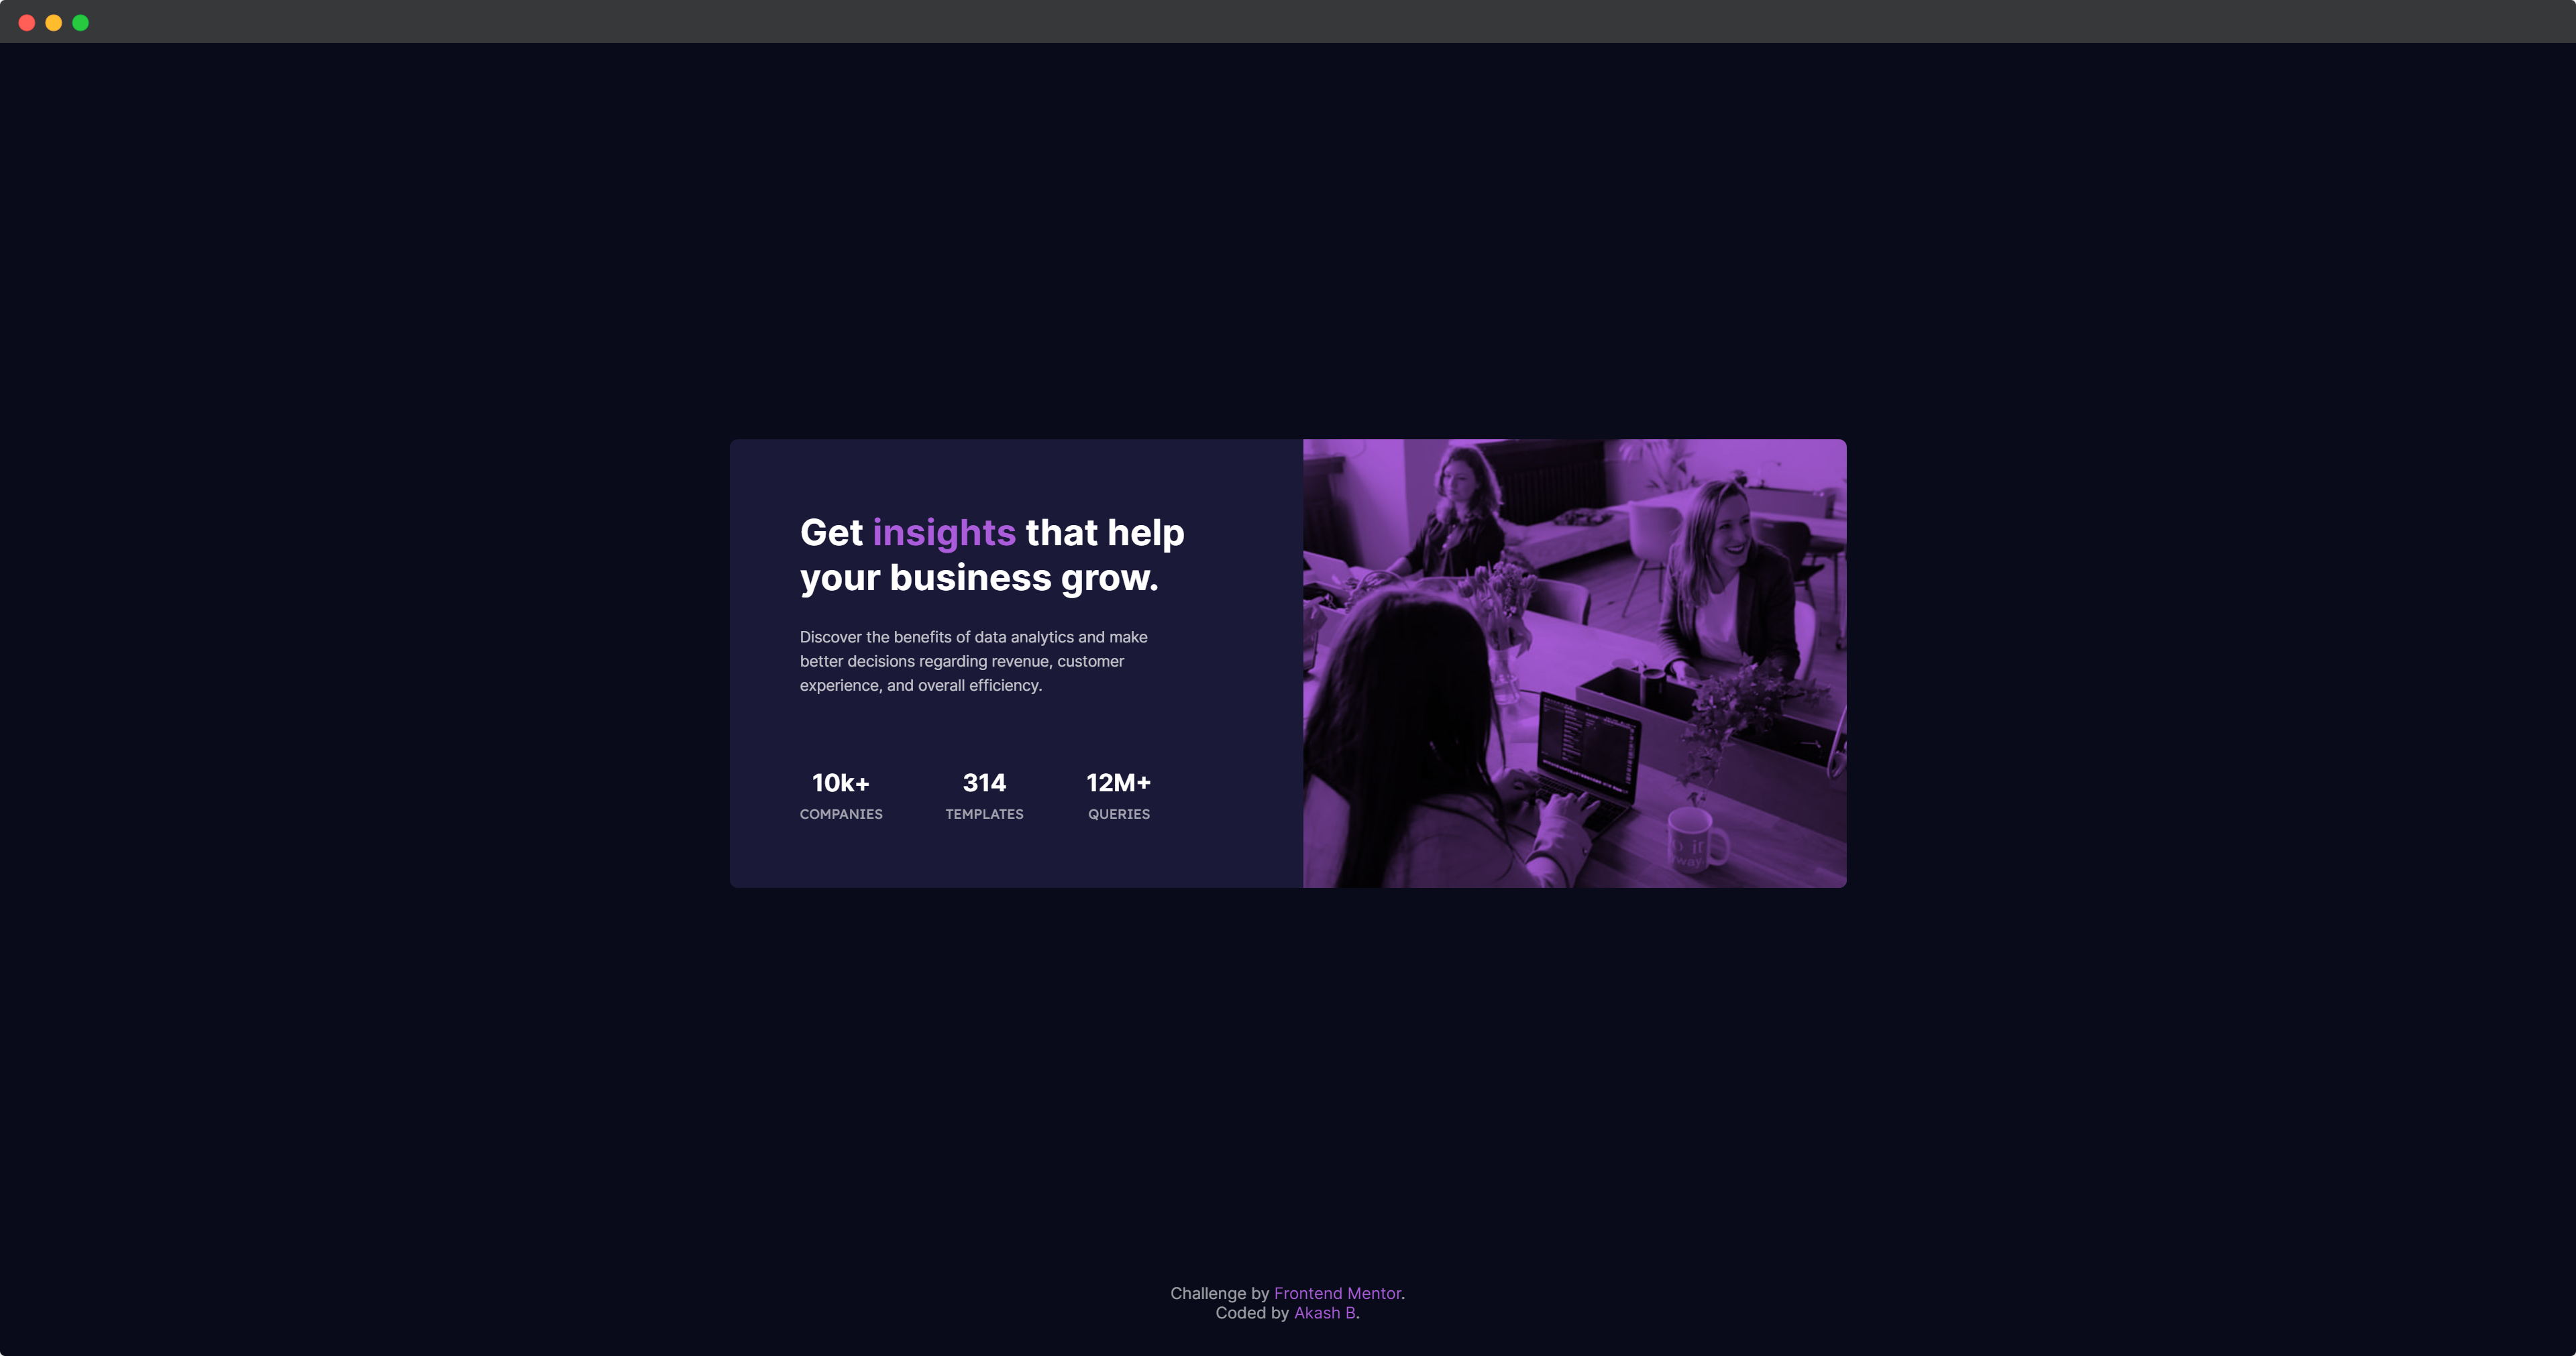 Get insights that help
your business grow.
Discover the benefits of data analytics and make
better decisions regarding revenue, customer
experience, and overall efficiency.
10k+ 314 12M+
COMPANIES TEMPLATES QUERIES
Challenge by Frontend Mentor.
Coded by Akash B.